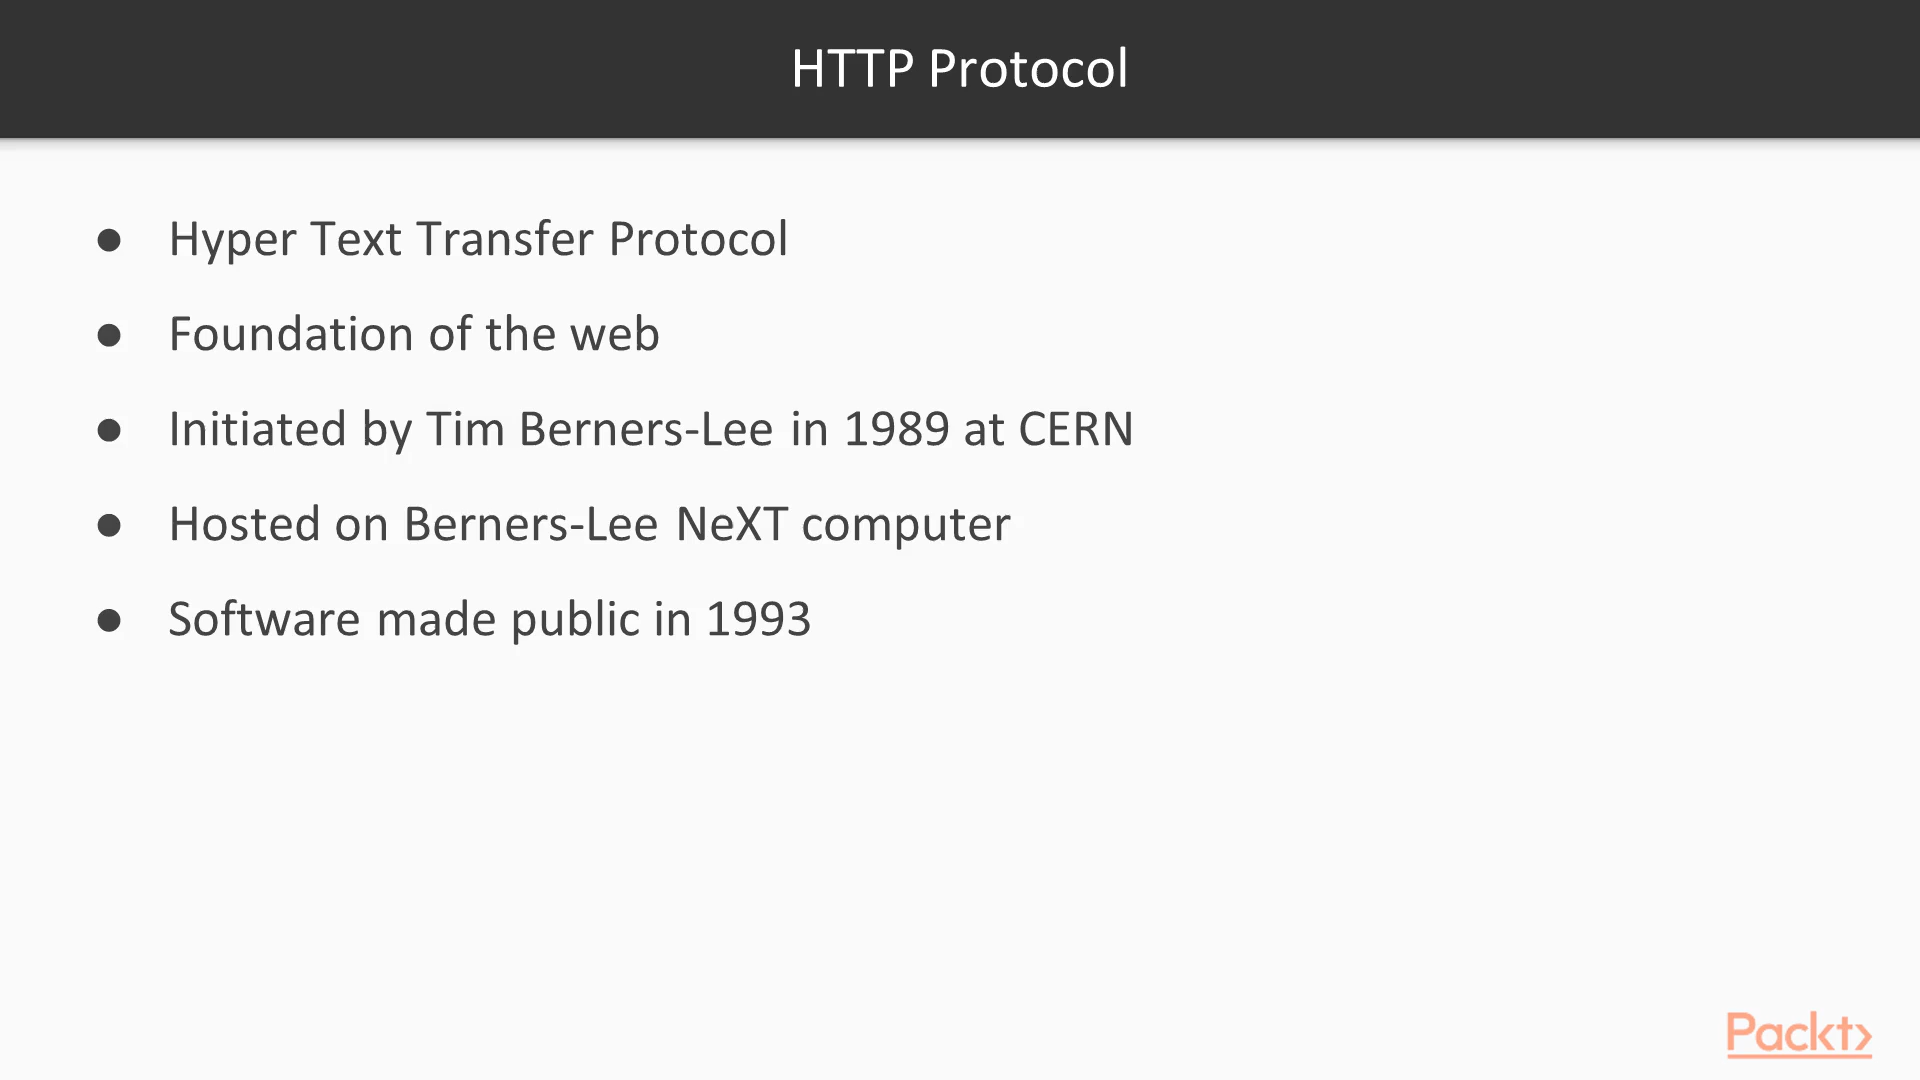 HTTP Protocol
● Hyper Text Transfer Protocol
● Foundation of the web
● Initiated by Tim Berners-Lee in 1989 at CERN
● Hosted on Berners-Lee NeXT computer
● Software made public in 1993
Packt>